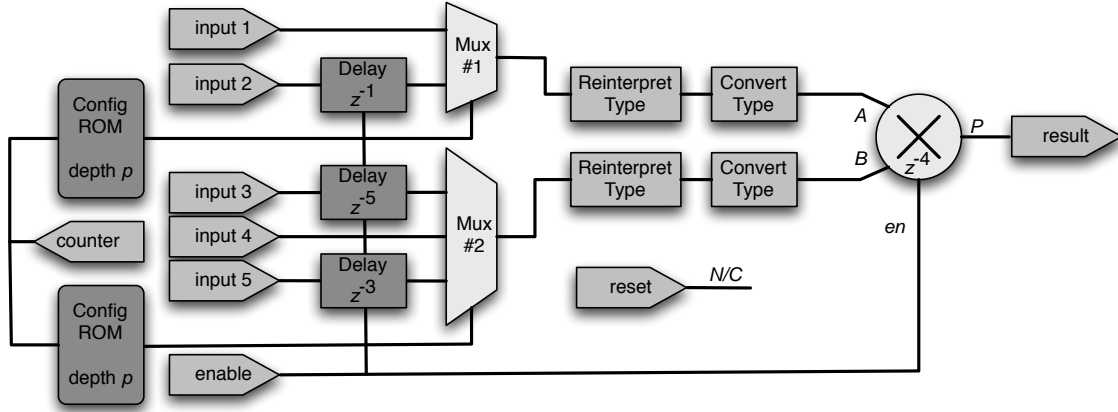 input 1
input 2
Delay
z-1
Mux
#1
Config
ROM
depth p
Reinterpret
Type
Convert
Type
A
B
z-4
P
result
input 3
Delay
z-5
input 4
Mux
#2
Reinterpret
Type
Convert
Type
counter
en
input 5
Delay
z-3
reset
N/C
Config
ROM
depth p
enable